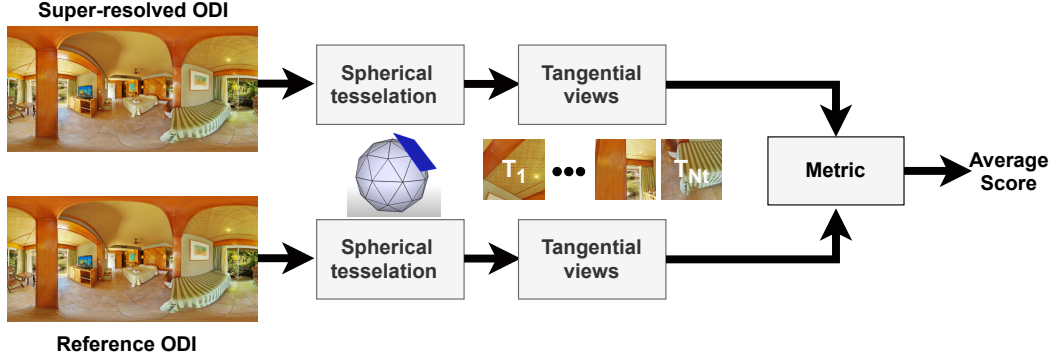 Super-resolved ODI
Spherical
tesselation
Tangential
views
T1
TNt
Metric
Average
Score
Spherical
tesselation
Tangential
views
Reference ODI